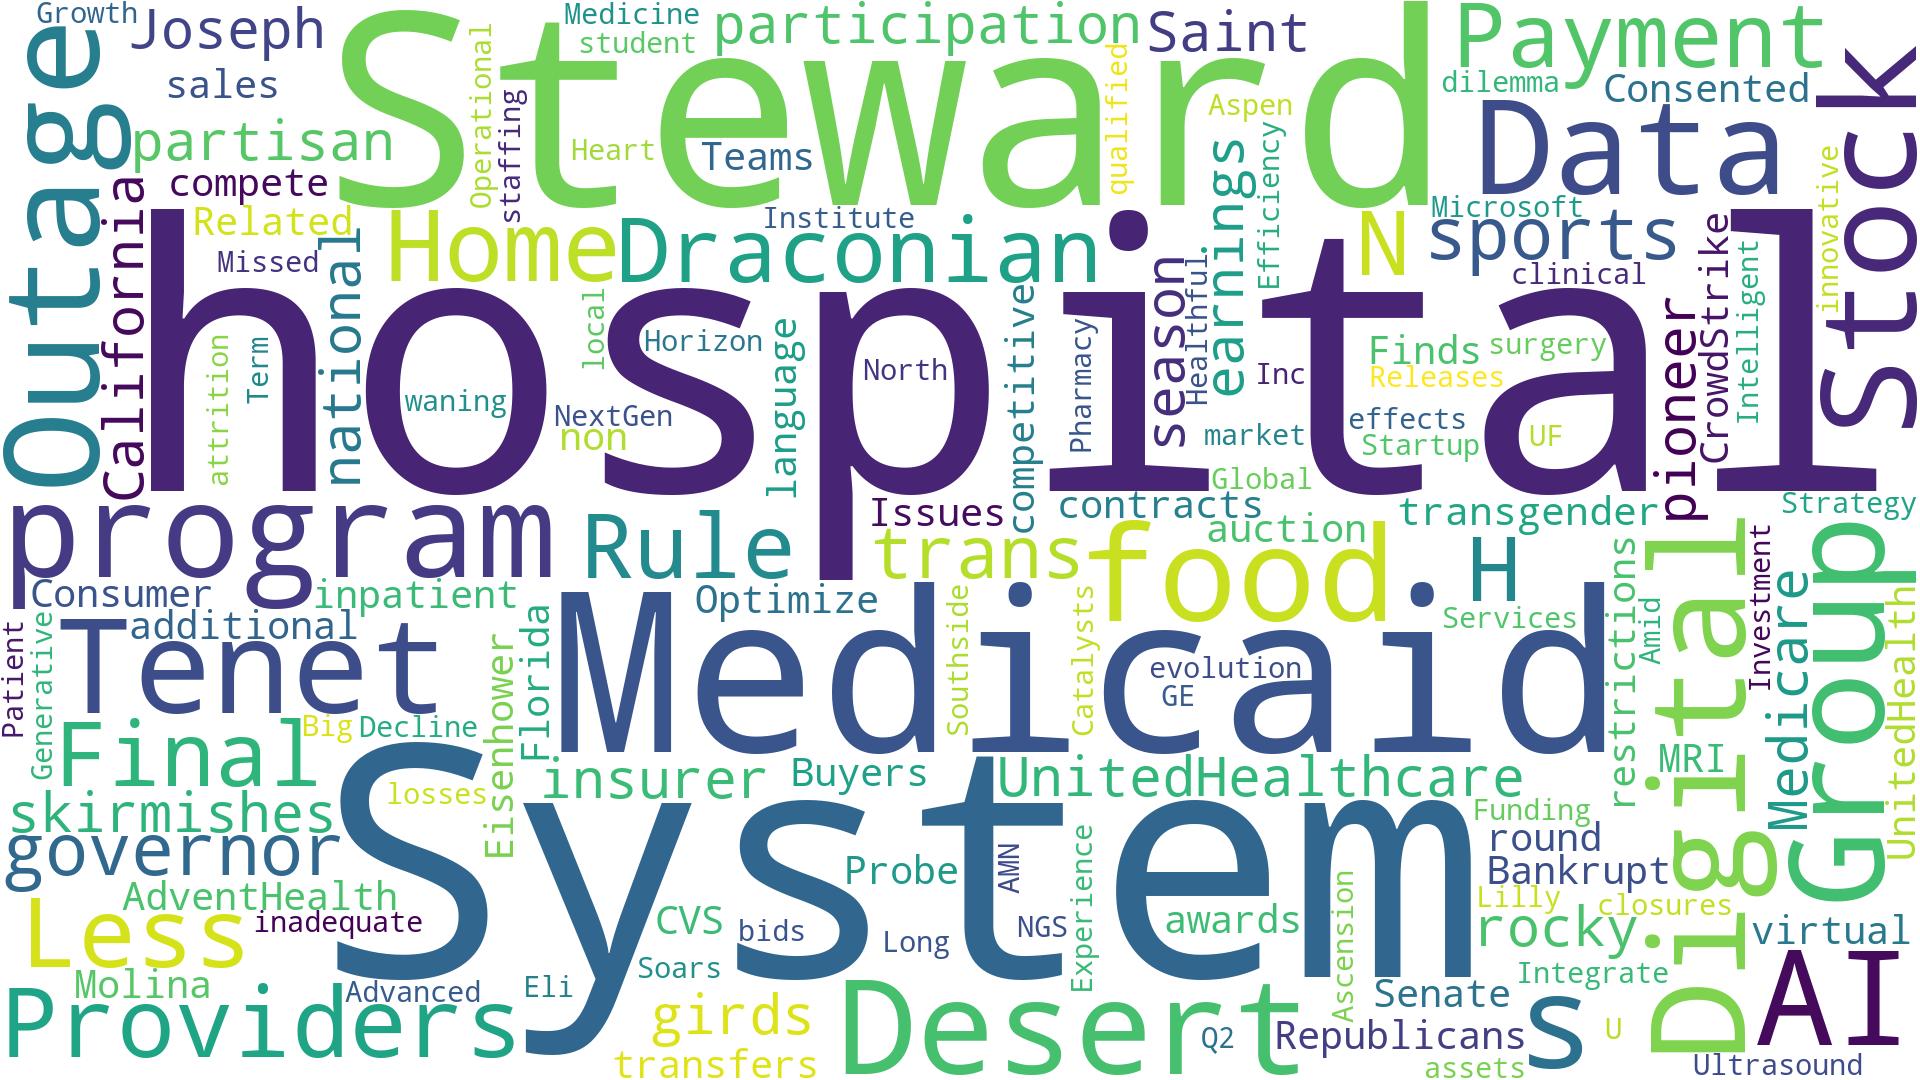 Growth
Joseph
sales
Outage
partisan
compete
California
Related
Missed
national
attrition
Term
Steward
Medicine
student
participation
Saint
Operational
staffing
Heart
Teams
qualified
Aspen
Institute
Home
Draconian
earnings
Efficiency
Payment
dilemma
Consented
Data
stock
N
Microsoft
sports
clinical
CrowdStrike
innovative
Intelligent
hospital
local
Horizon
waning
NextGen
non
language
North
competitive
Pharmacy
season
Healthful
Inc
market
Global
Finds
surgery
Releases
effects
Startup
UF
pioneer
program
Rule
Issues
contracts
trans
food
auction
transgender
H
Strategy
Consumer
inpatient
additional
Optimize
Patient
Generative
Tenet
Big
Decline
Eisenhower
Florida
Medicaid
Southside
Catalysts
evolution
GE
Services
restrictions
Amid
Digital
Investment
Medicare
Group
UnitedHealth
MRI
Final
skirmishes
governor
losses
insurer
Buyers
UnitedHealthcare
Funding
round
Bankrupt
AdventHealth
inadequate
System
Less
Molina
Advanced
Providers
Eli
CVS
bids
Soars
Probe
AMN
Long
NGS
Experience
awards
Ascension
Lilly
closures
rocky
virtual
Integrate
AI
girds
transfers
Desert
Q2
Senate
Republicans
assets
s
U
Ultrasound